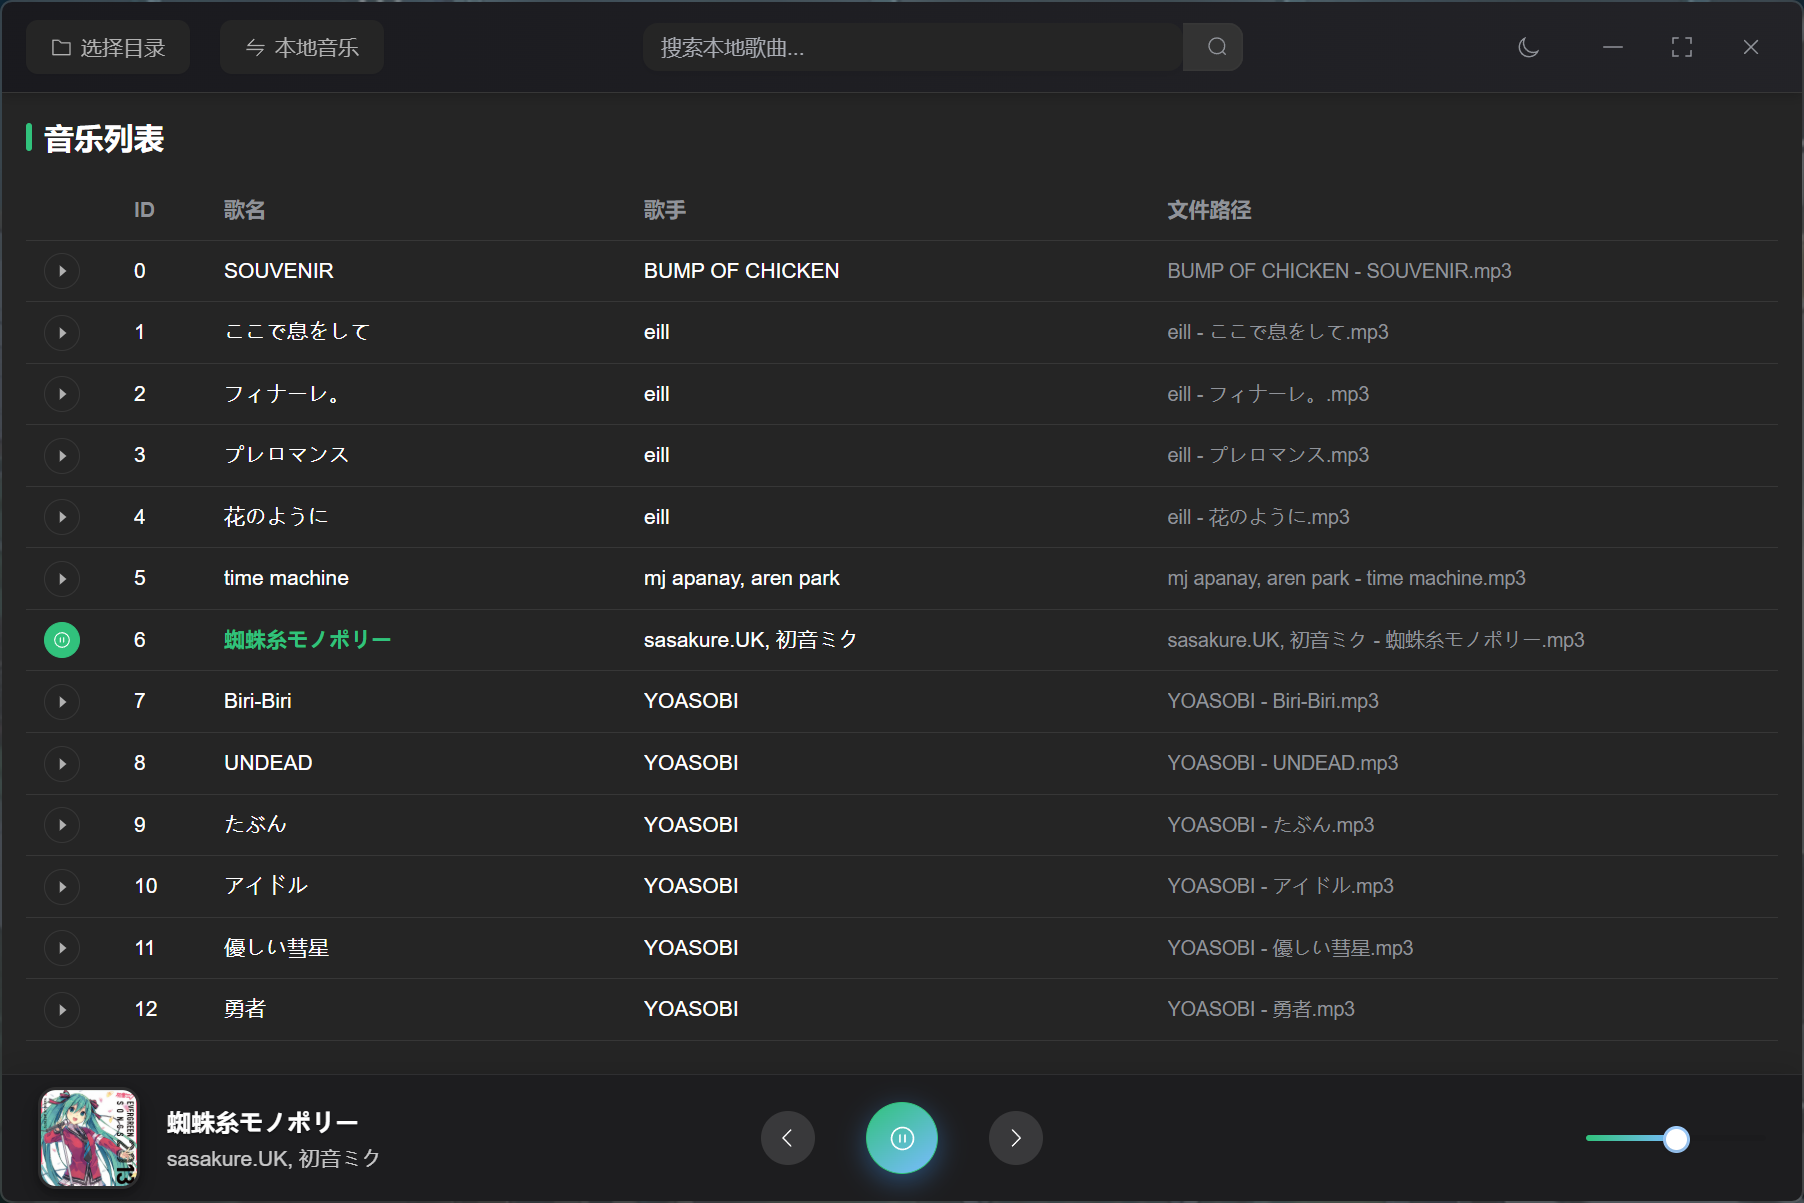 选择目录
本地音乐
搜索本地歌曲...
音乐列表
ID 歌名 歌手 文件路径
0 SOUVENIR BUMP OF CHICKEN BUMP OF CHICKEN - SOUVENIR.mp3
1 ここで息をして eill eill - ここで息をして.mp3
2 フィナーレ。 eill eill - フィナーレ。.mp3
3 プレロマンス eill eill - プレロマンス.mp3
4 花のように eill eill - 花のように.mp3
5 time machine mj apanay, aren park mj apanay, aren park - time machine.mp3
6 蜘蛛糸モノポリー sasakure.UK, 初音ミク sasakure.UK, 初音ミク - 蜘蛛糸モノポリー.mp3
7 Biri-Biri YOASOBI YOASOBI - Biri-Biri.mp3
8 UNDEAD YOASOBI YOASOBI - UNDEAD.mp3
9 たぶん YOASOBI YOASOBI - たぶん.mp3
10 アイドル YOASOBI YOASOBI - アイドル.mp3
11 優しい彗星 YOASOBI YOASOBI - 優しい彗星.mp3
12 勇者 YOASOBI YOASOBI - 勇者.mp3
EVERGREEN
SONGS
2013
蜘蛛糸モノポリー
sasakure.UK, 初音ミク